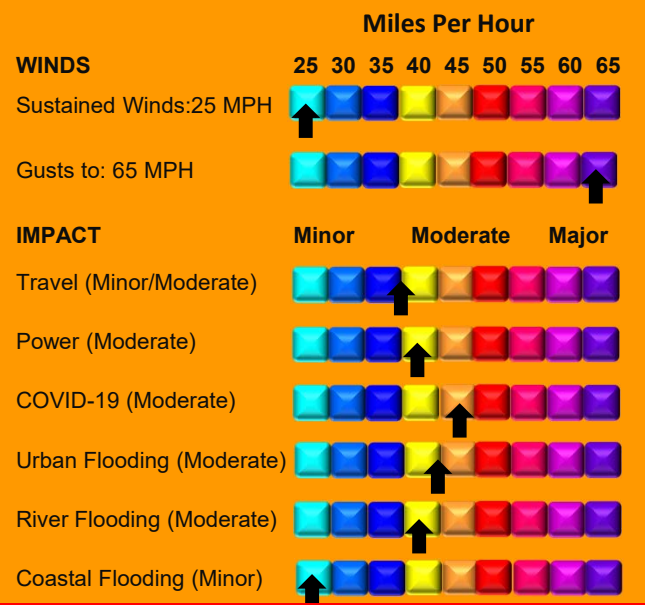 Miles Per Hour
WINDS 25 30 35 40 45 50 55 60 65
Sustained Winds:25 MPH
Gusts to: 65 MPH
IMPACT Minor Moderate Major
Travel (Minor/Moderate)
Power (Moderate)
COVID-19 (Moderate)
Urban Flooding (Moderate)
River Flooding (Moderate)
Coastal Flooding (Minor)